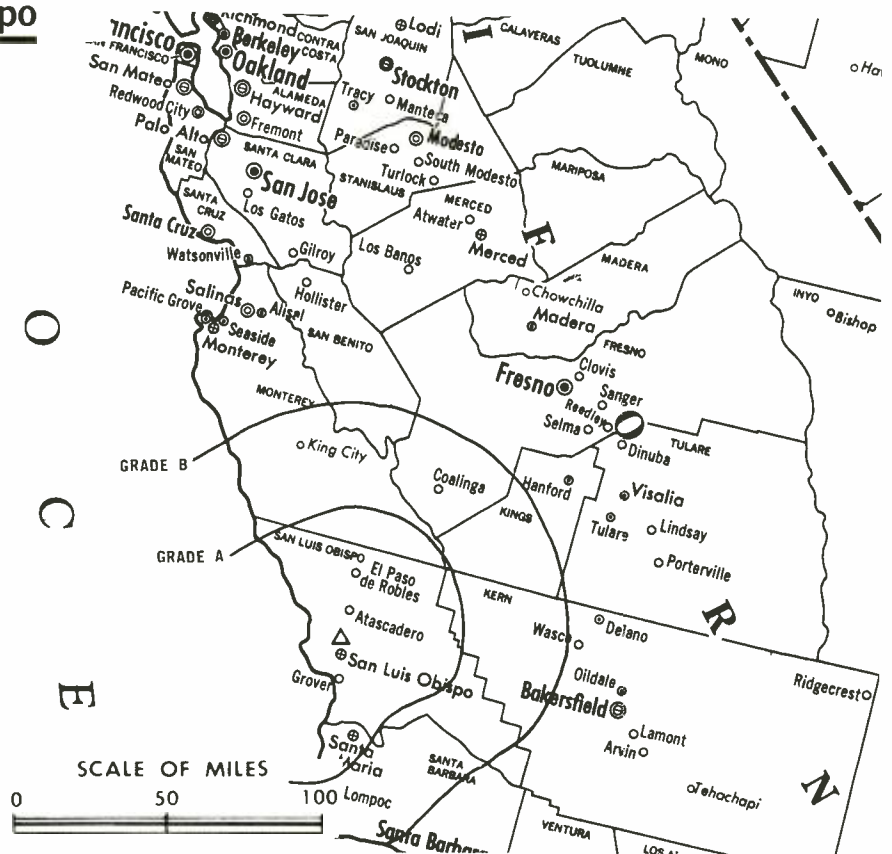 po
Richmond
CONTRA
COSTA
SAN JOAQUIN
Lodi
CALAVERAS
ncisco
Berkeley
SAN FRANCISCO
Oakland
Stockton
TUOLUMNE
MONO
San Mateo
ALAMEDA
Hayward
Tracy
Manteca
Redwood City
Fremont
Palo Alto
Paradise
Modesta
SAN
MATEO
SANTA CLARA
South Modesto
MARIPOSA
San Jose
STANISLAUS
Turlock
SANTA
CRUZ
Los Gatos
MERCED
Atwater
Santa Cruz
Merced
F
Watsonville
Gilroy
Los Banos
MADERA
Salinas
Hollister
Chowchilla
INYO
Pacific Grove
Alisal
Madera
Bishop
O
Seaside
Monterey
SAN BENITO
FRESNO
Clovis
Fresno
Sanger
MONTEREY
Reedley
Selma
O
King City
Dinuba
TULARE
GRADE B
Coalinga
Hanford
Visalia
C
KINGS
Tulare
Lindsay
GRADE A
SAN LUIS OBISPO
Porterville
El Paso
de Robles
KERN
R
Atascadero
Wasco
Delano
San Luis Obispo
Grover
Oildale
Ridgecrest
E
Bakersfield
Lamont
Arvin
Santa
Maria
SANTA
BARBARA
SCALE OF MILES
Tehachapi
N
0 50 100
Lompoc
Santa Barbar
VENTURA
LOS A